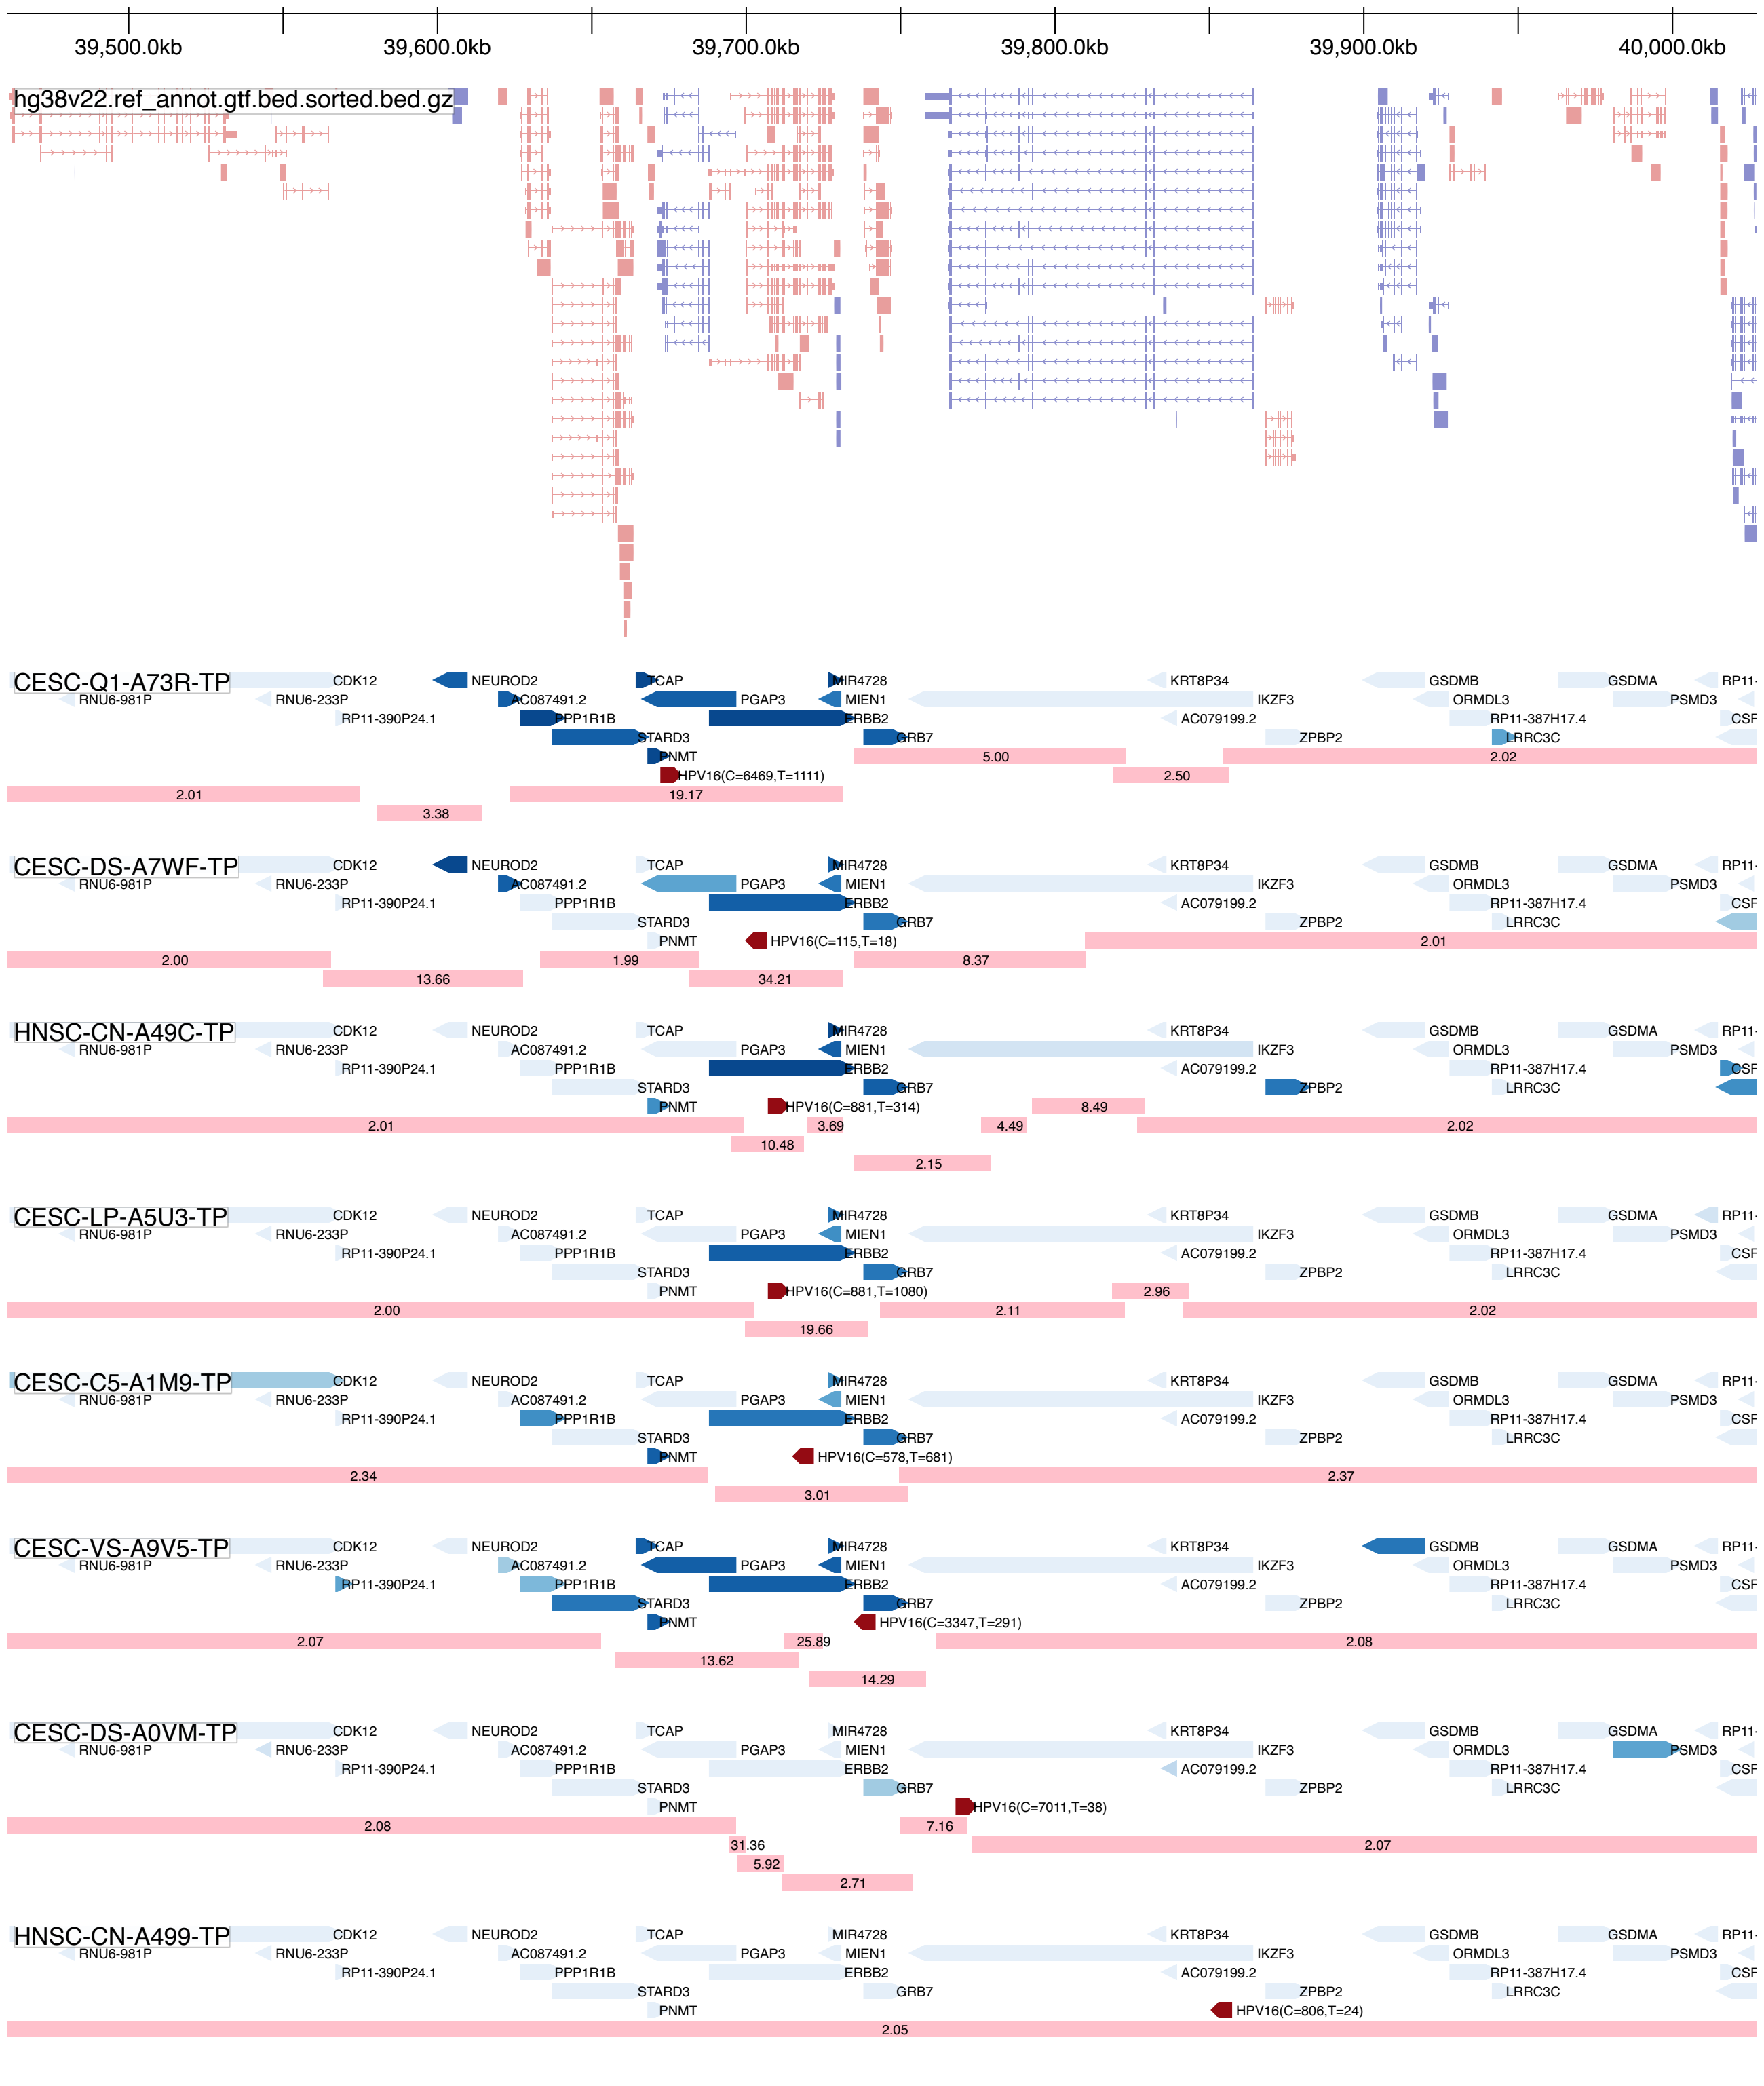 39,500.0kb 39,600.0kb 39,700.0kb 39,800.0kb 39,900.0kb 40,000.0kb
hg38v22.ref_annot.gtf.bed.sorted.bed.gz
CESC-Q1-A73R-TP CDK12 NEUROD2 TCAP MIR4728 KRT8P34 GSDMB GSDMA RP11-
RNU6-981P RNU6-233P AC087491.2 PGAP3 MIEN1 IKZF3 ORMDL3 PSMD3
RP11-390P24.1 PPP1R1B ERBB2 AC079199.2 RP11-387H17.4 CSF
STARD3 GRB7 ZPBP2 LRRC3C
PNMT 5.00 2.02
HPV16(C=6469,T=1111) 2.50
2.01 19.17
3.38
CESC-DS-A7WF-TP CDK12 NEUROD2 TCAP MIR4728 KRT8P34 GSDMB GSDMA RP11-
RNU6-981P RNU6-233P AC087491.2 PGAP3 MIEN1 IKZF3 ORMDL3 PSMD3
RP11-390P24.1 PPP1R1B ERBB2 AC079199.2 RP11-387H17.4 CSF
STARD3 GRB7 ZPBP2 LRRC3C
PNMT HPV16(C=115,T=18) 2.01
2.00 1.99 8.37
13.66 34.21
HNSC-CN-A49C-TP CDK12 NEUROD2 TCAP MIR4728 KRT8P34 GSDMB GSDMA RP11-
RNU6-981P RNU6-233P AC087491.2 PGAP3 MIEN1 IKZF3 ORMDL3 PSMD3
RP11-390P24.1 PPP1R1B ERBB2 AC079199.2 RP11-387H17.4 CSF
STARD3 GRB7 ZPBP2 LRRC3C
PNMT HPV16(C=881,T=314) 8.49
2.01 3.69 4.49 2.02
10.48
2.15
CESC-LP-A5U3-TP CDK12 NEUROD2 TCAP MIR4728 KRT8P34 GSDMB GSDMA RP11-
RNU6-981P RNU6-233P AC087491.2 PGAP3 MIEN1 IKZF3 ORMDL3 PSMD3
RP11-390P24.1 PPP1R1B ERBB2 AC079199.2 RP11-387H17.4 CSF
STARD3 GRB7 ZPBP2 LRRC3C
PNMT HPV16(C=881,T=1080) 2.96
2.00 2.11 2.02
19.66
CESC-C5-A1M9-TP CDK12 NEUROD2 TCAP MIR4728 KRT8P34 GSDMB GSDMA RP11-
RNU6-981P RNU6-233P AC087491.2 PGAP3 MIEN1 IKZF3 ORMDL3 PSMD3
RP11-390P24.1 PPP1R1B ERBB2 AC079199.2 RP11-387H17.4 CSF
STARD3 GRB7 ZPBP2 LRRC3C
PNMT HPV16(C=578,T=681)
2.34 2.37
3.01
CESC-VS-A9V5-TP CDK12 NEUROD2 TCAP MIR4728 KRT8P34 GSDMB GSDMA RP11-
RNU6-981P RNU6-233P AC087491.2 PGAP3 MIEN1 IKZF3 ORMDL3 PSMD3
RP11-390P24.1 PPP1R1B ERBB2 AC079199.2 RP11-387H17.4 CSF
STARD3 GRB7 ZPBP2 LRRC3C
PNMT HPV16(C=3347,T=291)
2.07 25.89 2.08
13.62
14.29
CESC-DS-A0VM-TP CDK12 NEUROD2 TCAP MIR4728 KRT8P34 GSDMB GSDMA RP11-
RNU6-981P RNU6-233P AC087491.2 PGAP3 MIEN1 IKZF3 ORMDL3 PSMD3
RP11-390P24.1 PPP1R1B ERBB2 AC079199.2 RP11-387H17.4 CSF
STARD3 GRB7 ZPBP2 LRRC3C
PNMT HPV16(C=7011,T=38)
2.08 7.16
31.36 2.07
5.92
2.71
HNSC-CN-A499-TP CDK12 NEUROD2 TCAP MIR4728 KRT8P34 GSDMB GSDMA RP11-
RNU6-981P RNU6-233P AC087491.2 PGAP3 MIEN1 IKZF3 ORMDL3 PSMD3
RP11-390P24.1 PPP1R1B ERBB2 AC079199.2 RP11-387H17.4 CSF
STARD3 GRB7 ZPBP2 LRRC3C
PNMT HPV16(C=806,T=24)
2.05